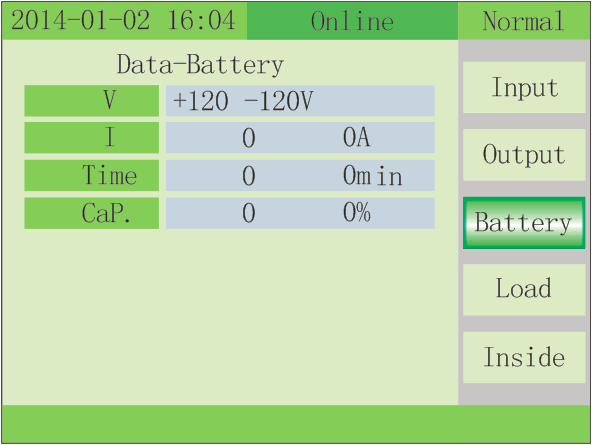 2014-01-02 16:04 Online Normal
Data-Battery
V +120 -120V
I 0 0A
Time 0 0min
CaP. 0 0%
Input
Output
Battery
Load
Inside